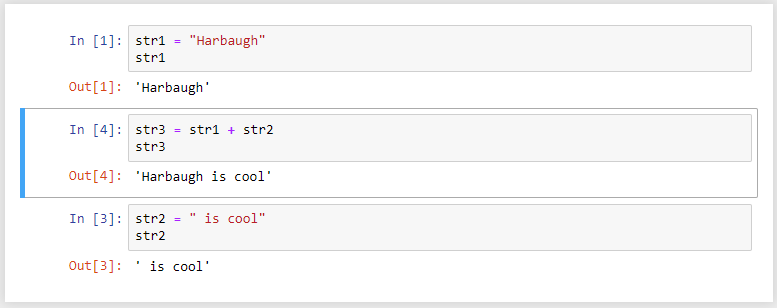 In [1]: str1 = "Harbaugh"
str1
Out[1]: 'Harbaugh'
In [4]: str3 = str1 + str2
str3
Out[4]: 'Harbaugh is cool'
In [3]: str2 = " is cool"
str2
Out[3]: ' is cool'